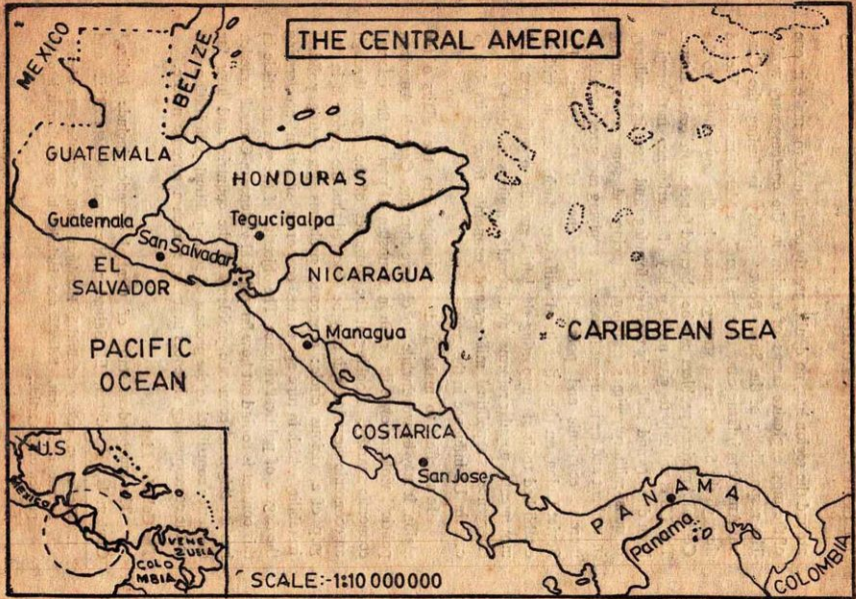 THE CENTRAL AMERICA
MEXICO
BELIZE
GUATEMALA
HONDURAS
Guatemala
Tegucigalpa
San Salvadar
EL
SALVADOR
NICARAGUA
PACIFIC
OCEAN
Managua
CARIBBEAN SEA
COSTARICA
San Jose
PANAMA
Panama
COLOMBIA
U.S
MEXICO
VENE
ZUELA
COLO
MBIA
SCALE:-1:10 000000